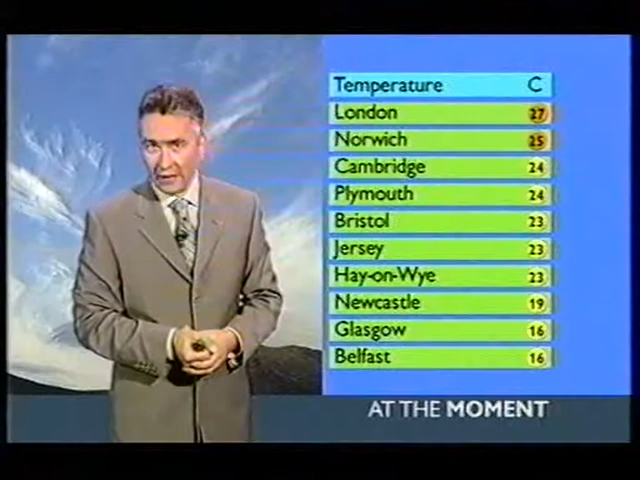 Temperature C
London 27
Norwich 25
Cambridge 24
Plymouth 24
Bristol 23
Jersey 23
Hay-on-Wye 23
Newcastle 19
Glasgow 16
Belfast 16
AT THE MOMENT